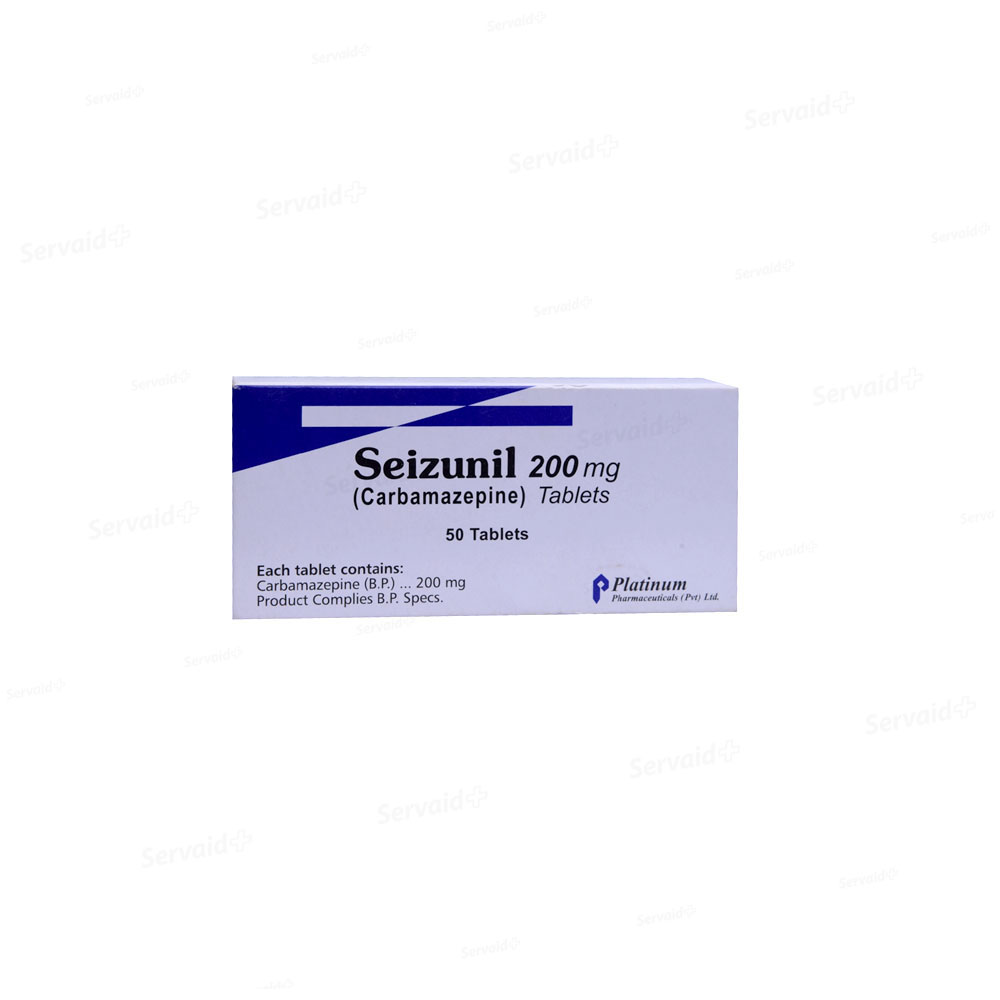 Seizunil 200 mg
(Carbamazepine) Tablets
50 Tablets
Each tablet contains:
Carbamazepine (B.P.) ... 200 mg
Product Complies B.P. Specs.
Platinum
Pharmaceuticals (Pvt) Ltd.
Servaid